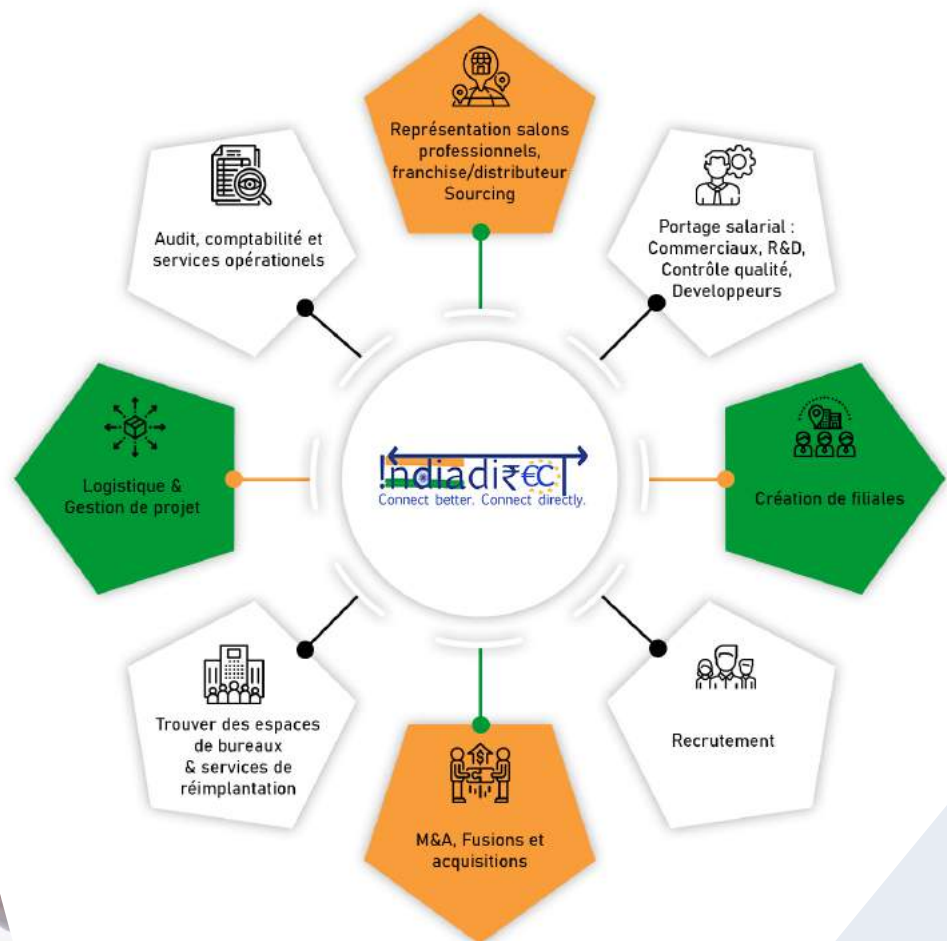 Représentation salons
professionnels,
franchise/distributeur
Sourcing
Portage salarial :
Commerciaux, R&D,
Contrôle qualité,
Developpeurs
Création de filiales
Recrutement
M&A, Fusions et
acquisitions
Trouver des espaces
de bureaux
& services de
réimplantation
Logistique &
Gestion de projet
Audit, comptabilité et
services opérationels
Indiadi₹€CT
Connect better. Connect directly.